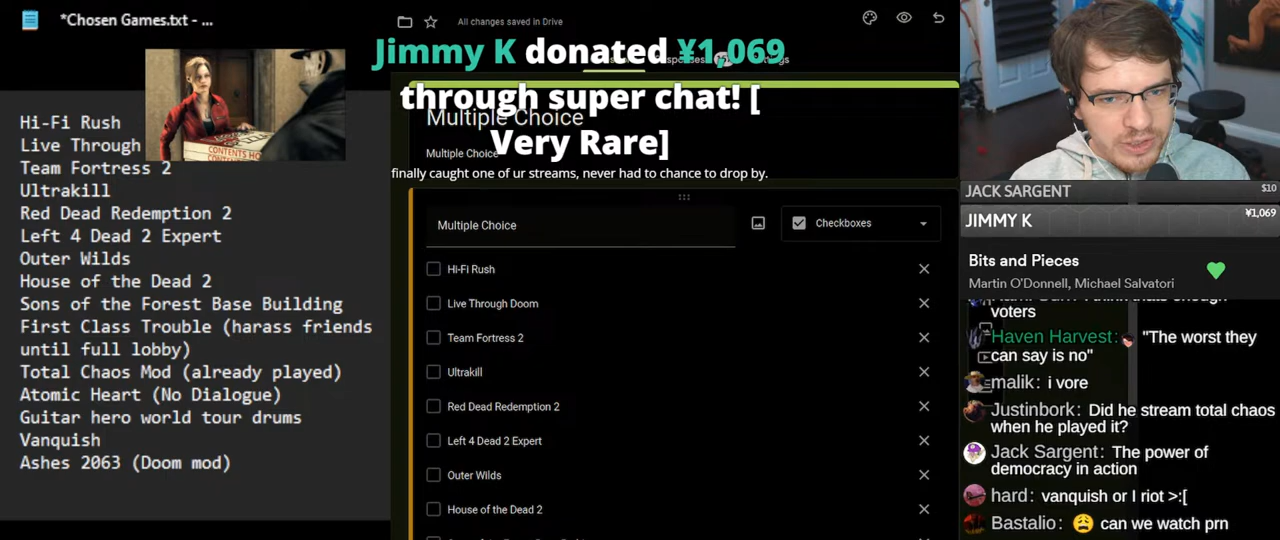 *Chosen Games.txt - ...
Hi-Fi Rush
Live Through
Team Fortress 2
Ultrakill
Red Dead Redemption 2
Left 4 Dead 2 Expert
Outer Wilds
House of the Dead 2
Sons of the Forest Base Building
First Class Trouble (harass friends
until full lobby)
Total Chaos Mod (already played)
Atomic Heart (No Dialogue)
Guitar hero world tour drums
Vanquish
Ashes 2063 (Doom mod)
All changes saved in Drive
Jimmy K donated ¥1,069
through super chat! [
Very Rare]
finally caught one of ur streams, never had to chance to drop by.
Multiple Choice
Multiple Choice
Multiple Choice
Checkboxes
Hi-Fi Rush
Live Through Doom
Team Fortress 2
Ultrakill
Red Dead Redemption 2
Left 4 Dead 2 Expert
Outer Wilds
House of the Dead 2
JACK SARGENT $10
JIMMY K ¥1,069
Bits and Pieces
Martin O'Donnell, Michael Salvatori
voters
Haven Harvest: "The worst they
can say is no"
malik: i vore
Justinbork: Did he stream total chaos
when he played it?
Jack Sargent: The power of
democracy in action
hard: vanquish or I riot >:[
Bastalio: 😩 can we watch prn